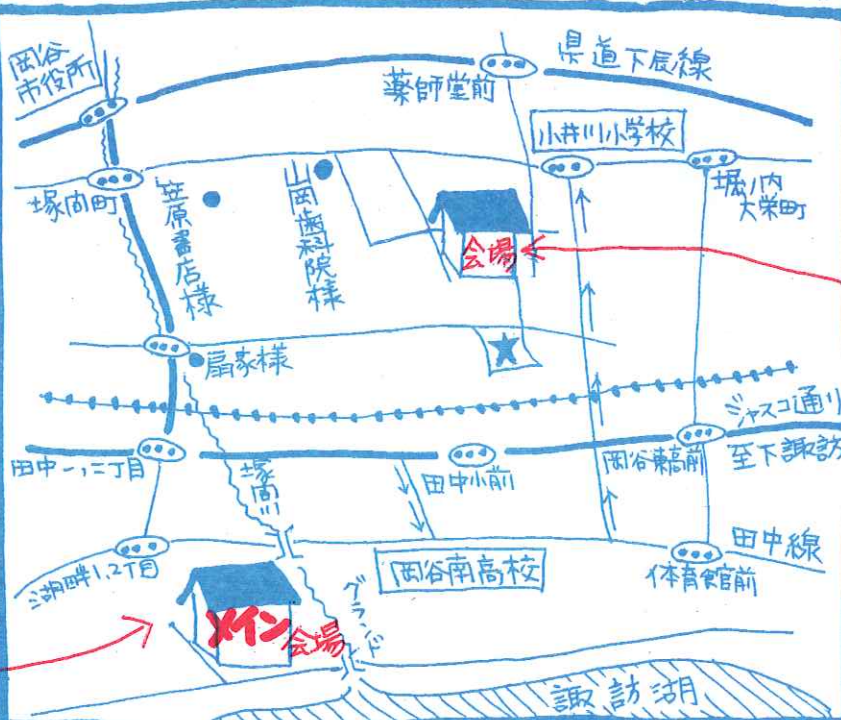 岡谷
市役所
県道下辰線
薬師堂前
小井川小学校
塚間町
笠原書店様
山岡歯科院様
堀ノ内
大栄町
会場
扇家様
ジャスコ通り
田中一,二丁目
塚間川
田中小前
岡谷東高前
至下諏訪
湖畔1,2丁目
岡谷南高校
田中線
体育館前
メイン会場
グランド
諏訪湖